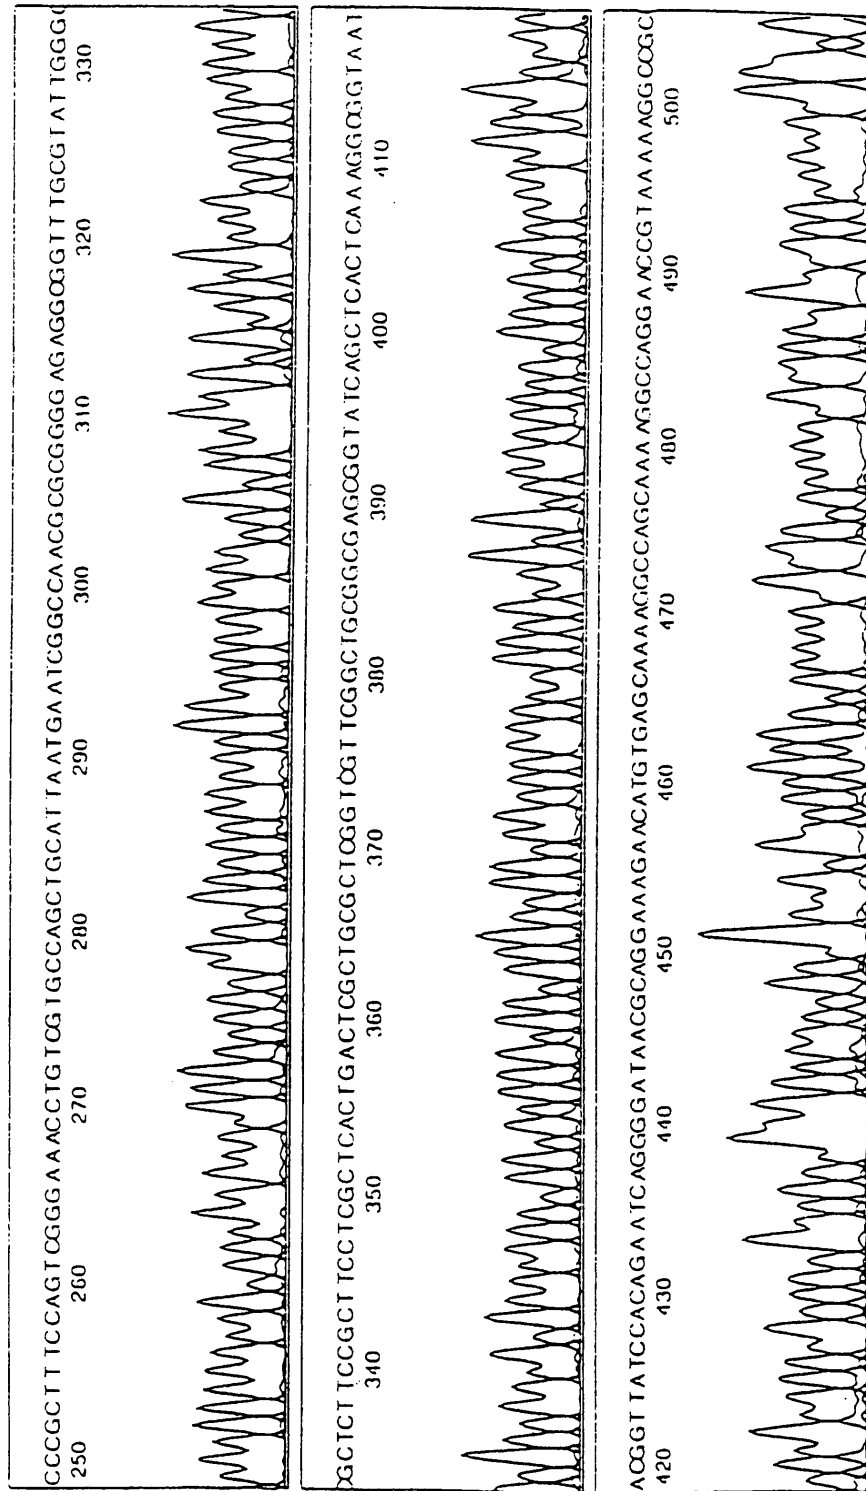 CCCGCTTTCCAGTCGGGAAACCTGTCGTGCCAGCTGCATTAATGAATCGGCCAACGCGCGGGGAGAGGCGGTTTGCGTATTGGGC
250 260 270 280 290 300 310 320 330
CGCTCTTCCGCTTCCTCGCTCACTGACTCGCTGCGCTCGGTCGTTCGGCTGCGGCGAGCGGTATCAGCTCACTCAAAGGCGGTAAT
340 350 360 370 380 390 400 410
ACGGTTATCCACAGAATCAGGGGATAACGCAGGAAAGAACATGTGAGCAAAAGGCCAGCAAAAGGCCAGGAACCGTAAAAAGGCCGC
420 430 440 450 460 470 480 490 500